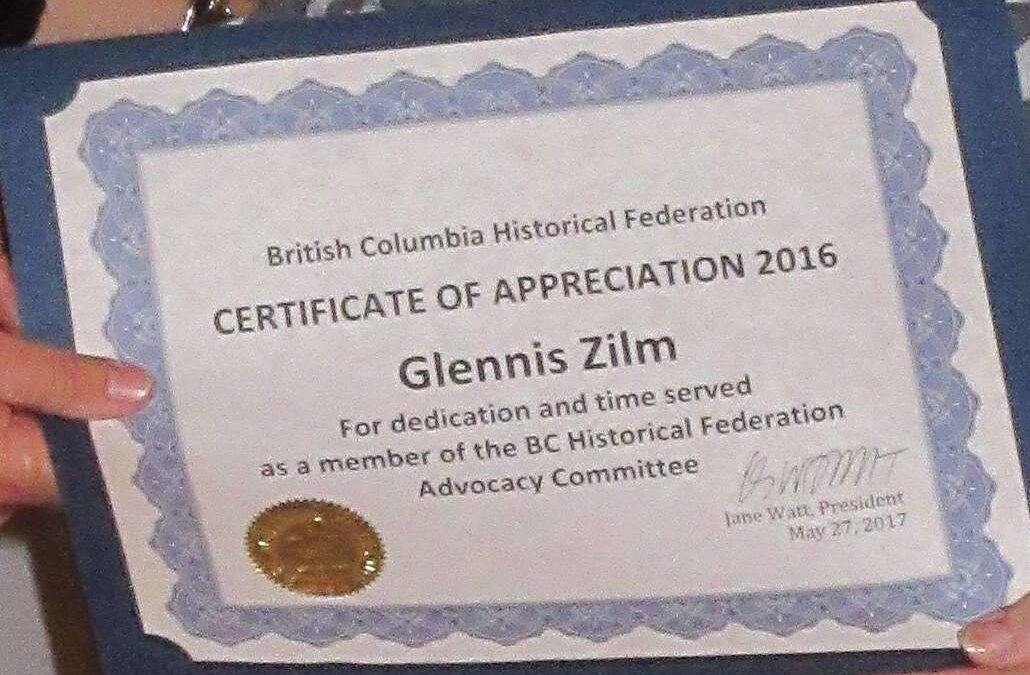 British Columbia Historical Federation
CERTIFICATE OF APPRECIATION 2016
Glennis Zilm
For dedication and time served
as a member of the BC Historical Federation
Advocacy Committee
Jane Watt, President
May 27, 2017